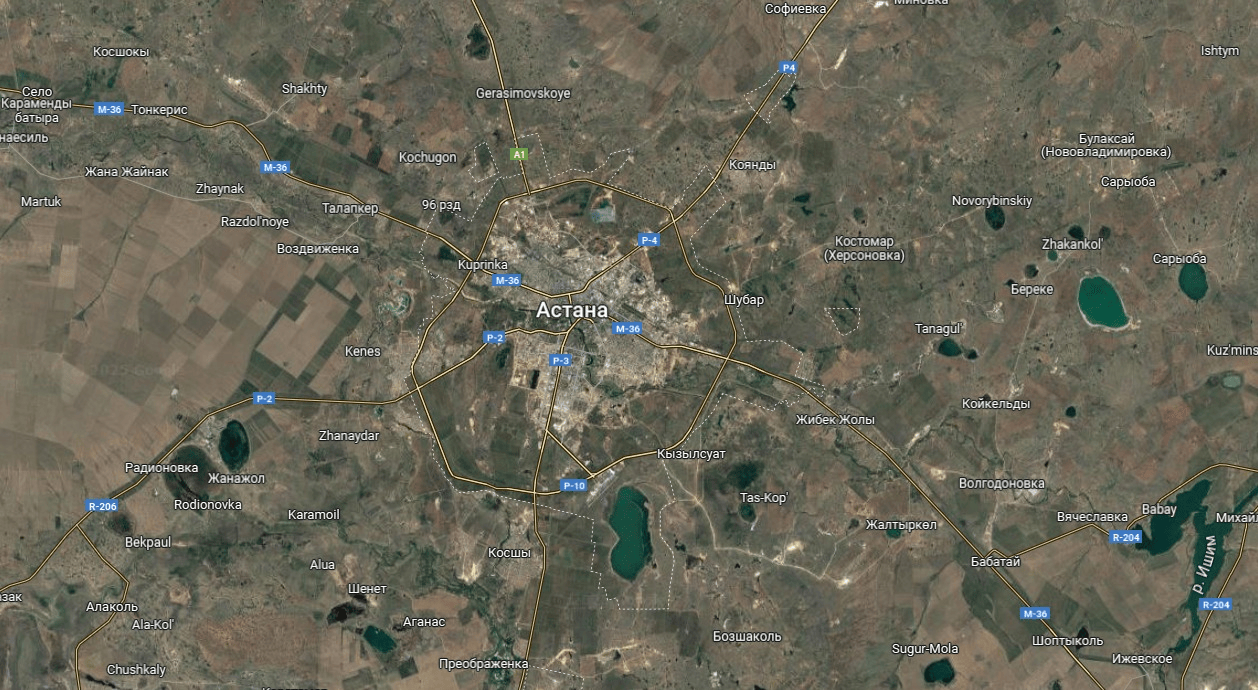 Софиевка
Миновка
Косшокы
Ishtym
P4
Shakhty
Село
Караменды
батыра
M-36
Тонкерис
Gerasimovskoye
наесиль
A1
Булаксай
(Нововладимировка)
Kochugon
Коянды
M-36
Жана Жайнак
Сарыоба
Zhaynak
Martuk
Талапкер
96 рзд
Novorybinskiy
Razdol'noye
P-4
Костомар
(Херсоновка)
Zhakankol'
Воздвиженка
Kuprinka
Сарыоба
M-36
Береке
Шубар
Астана
M-36
Tanagul'
P-2
Kenes
P-3
Kuz'mins
P-2
Койкельды
Жибек Жолы
Zhanaydar
Кызылсуат
Радионовка
Жанажол
P-10
Волгодоновка
Tas-Kop'
R-206
Rodionovka
Babay
Karamoil
Вячеславка
Михай
Жалтыркөл
R-204
Bekpaul
Косшы
Бабатай
р. Ишим
Alua
Шенет
зак
Алаколь
R-204
M-36
Ala-Kol'
Аганас
Бозшаколь
Шоптыколь
Sugur-Mola
Ижевское
Преображенка
Chushkaly